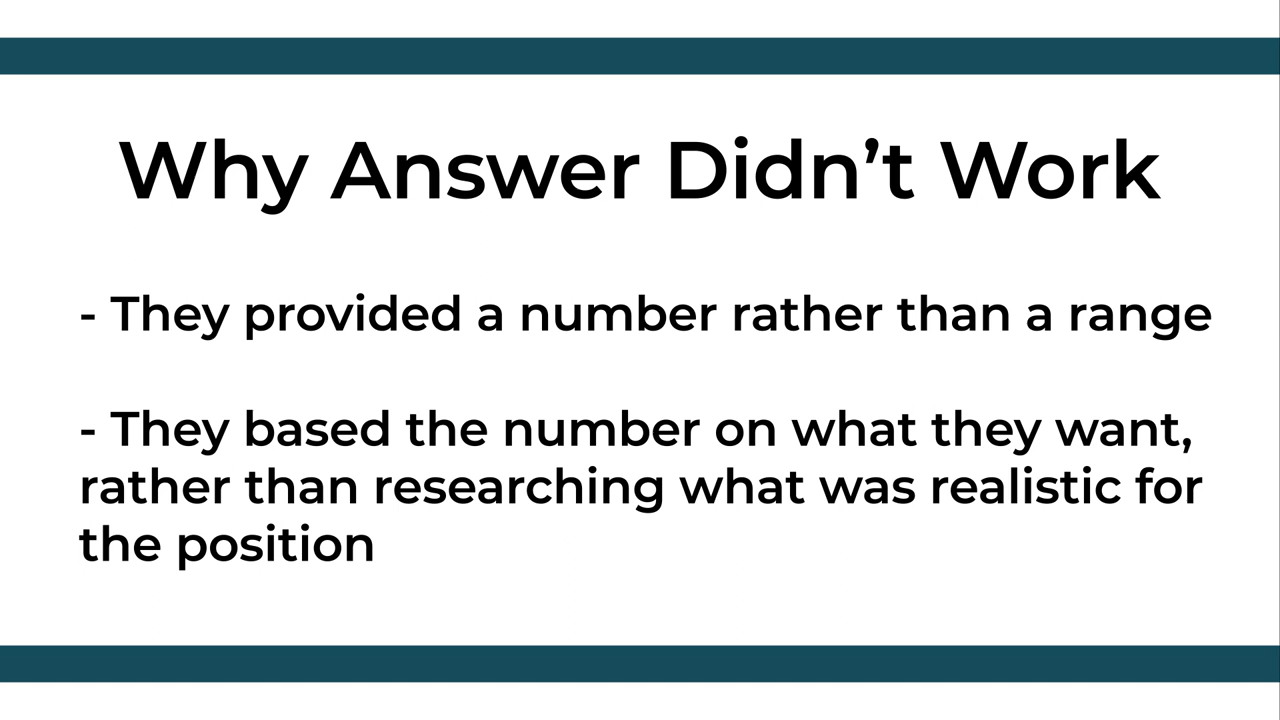 Why Answer Didn’t Work
- They provided a number rather than a range
- They based the number on what they want,
rather than researching what was realistic for
the position